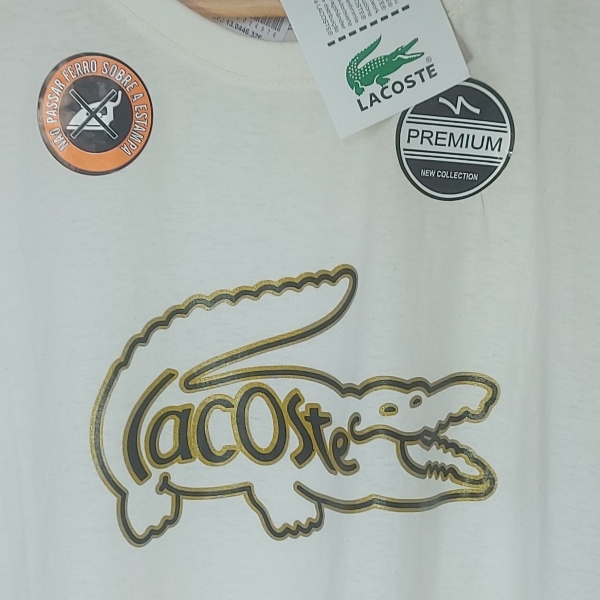 NÃO PASSAR FERRO SOBRE A ESTAMPA
LACOSTE
PREMIUM
NEW COLLECTION
Lacoste